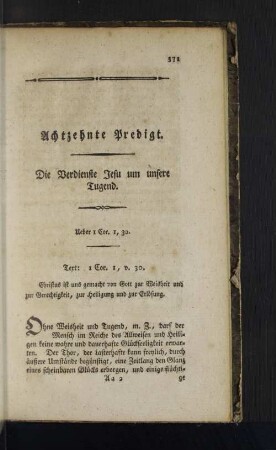 371
Achtzehnte Predigt.
Die Verdienste Jesu um unsere
Tugend.
Ueber 1 Cor. 1, 30.
Text: 1 Cor. 1, v. 30.
Christus ist uns gemacht von Gott zur Weisheit und
zur Gerechtigkeit, zur Heiligung und zur Erlösung.
Ohne Weisheit und Tugend, m. Z., darf der
Mensch im Reiche des Allweisen und Heili-
gen keine wahre und dauerhafte Glückseeligkeit erwar-
ten. Der Thor, der lasterhafte kann freylich, durch
äußere Umstände begünstigt, eine Zeitlang den Glanz
eines scheinbaren Glücks erborgen, und einige flüchti-
Aa 2 ge